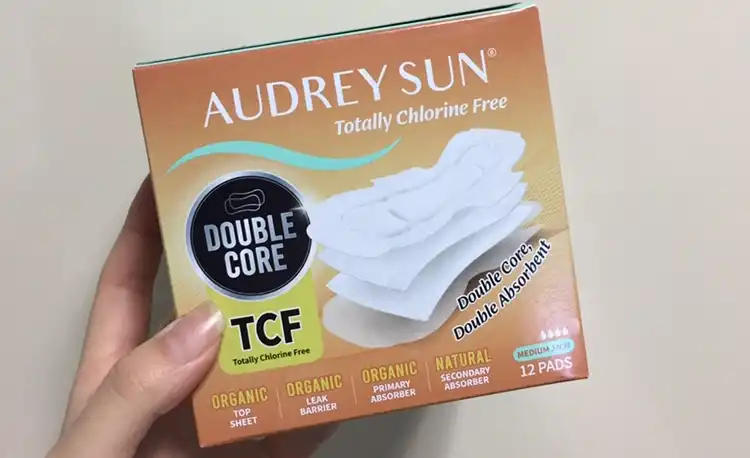 AUDREY SUN®
Totally Chlorine Free
DOUBLE
CORE
TCF
Totally Chlorine Free
Double Core,
Double Absorbent
ORGANIC
TOP
SHEET
ORGANIC
LEAK
BARRIER
ORGANIC
PRIMARY
ABSORBER
NATURAL
SECONDARY
ABSORBER
MEDIUM
12 PADS